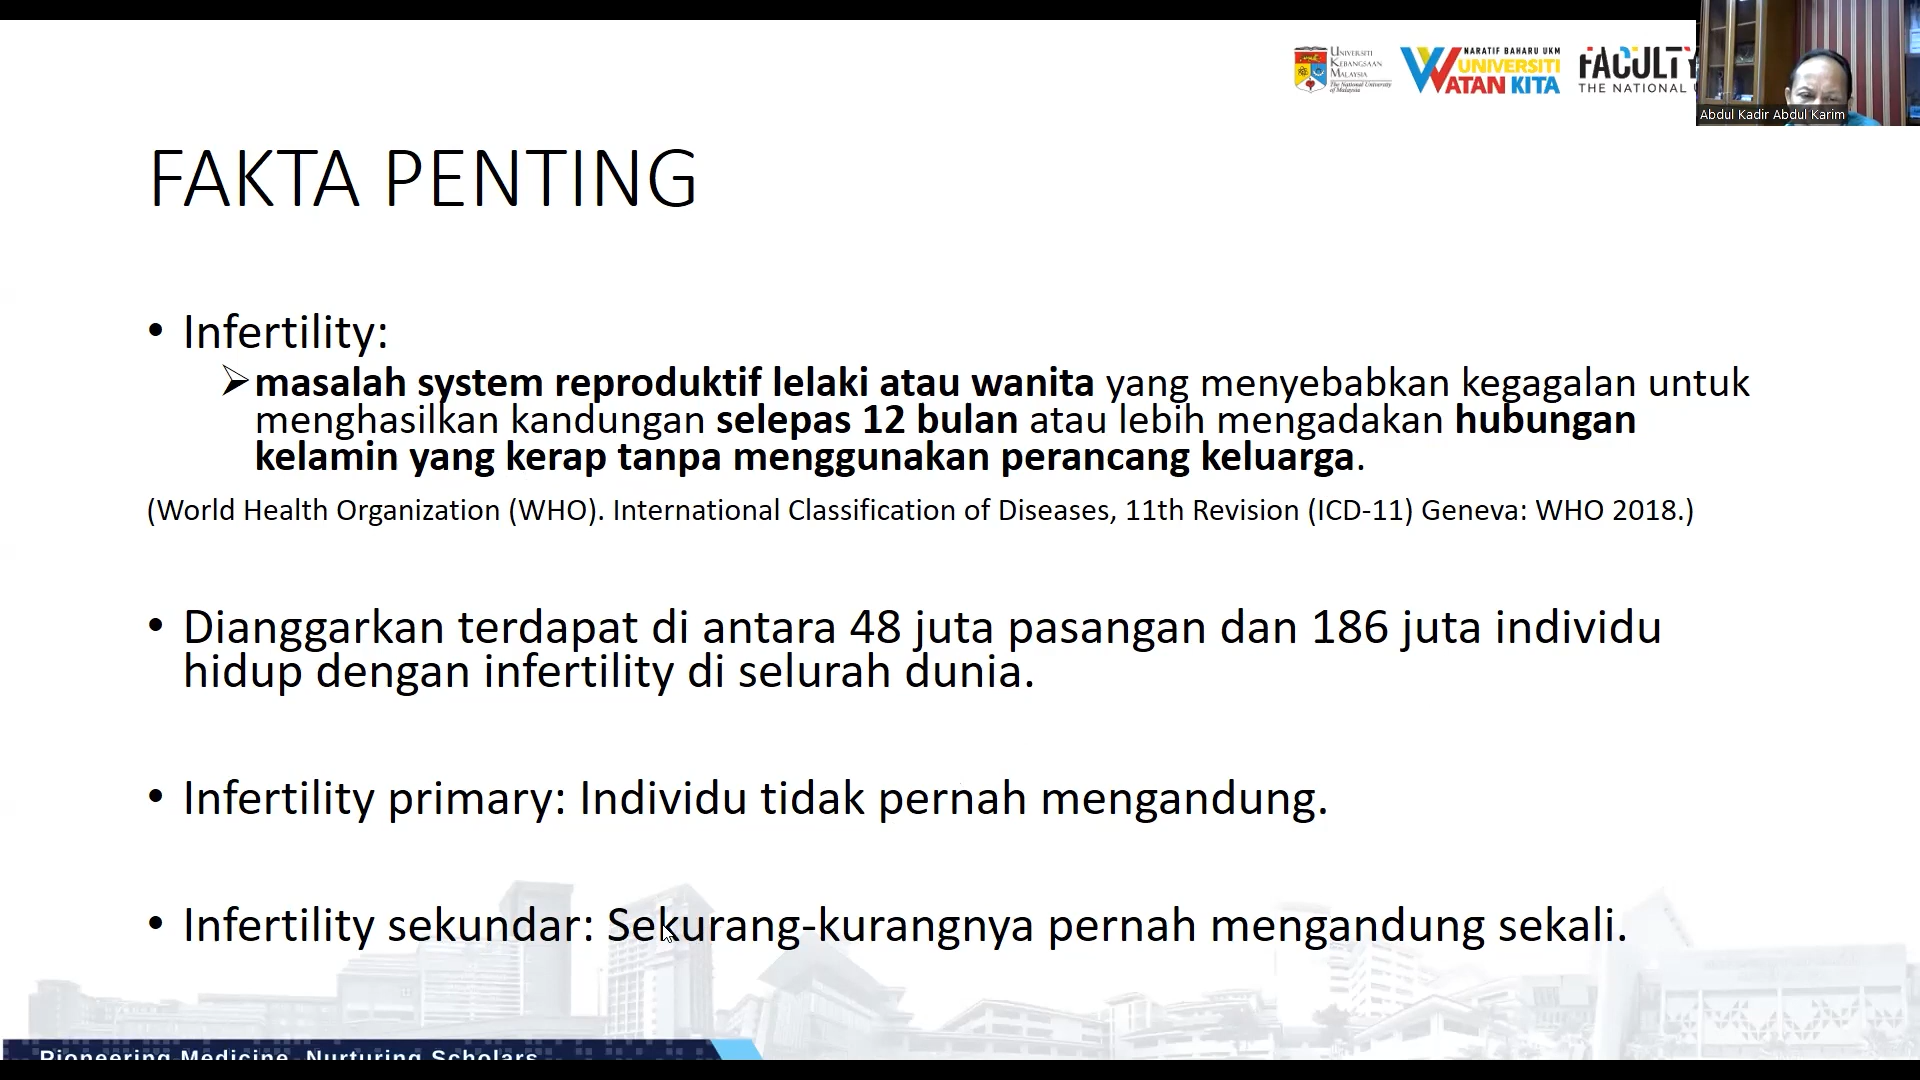 UNIVERSITI
KEBANGSAAN
MALAYSIA
The National University
of Malaysia
NARATIF BAHARU UKM
UNIVERSITI
WATAN KITA
FACULTY
THE NATIONAL
Abdul Kadir Abdul Karim
FAKTA PENTING
• Infertility:
➢masalah system reproduktif lelaki atau wanita yang menyebabkan kegagalan untuk
menghasilkan kandungan selepas 12 bulan atau lebih mengadakan hubungan
kelamin yang kerap tanpa menggunakan perancang keluarga.
(World Health Organization (WHO). International Classification of Diseases, 11th Revision (ICD-11) Geneva: WHO 2018.)
• Dianggarkan terdapat di antara 48 juta pasangan dan 186 juta individu
hidup dengan infertility di selurah dunia.
• Infertility primary: Individu tidak pernah mengandung.
• Infertility sekundar: Sekurang-kurangnya pernah mengandung sekali.
Pioneering Medicine, Nurturing Scholars